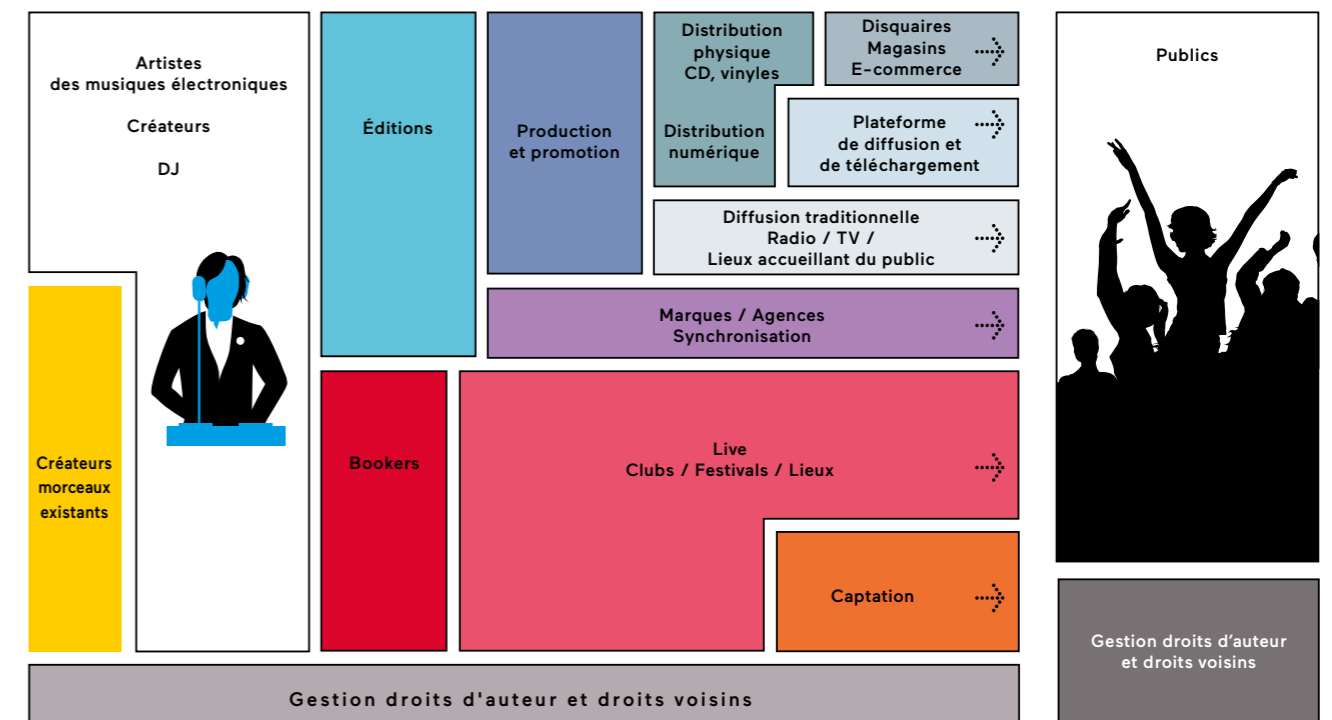 Artistes
des musiques électroniques
Créateurs
DJ
Créateurs
morceaux
existants
Éditions
Bookers
Production
et promotion
Distribution
physique
CD, vinyles
Distribution
numérique
Disquaires
Magasins
E-commerce
Plateforme
de diffusion et
de téléchargement
Diffusion traditionnelle
Radio / TV /
Lieux accueillant du public
Marques / Agences
Synchronisation
Live
Clubs / Festivals / Lieux
Captation
Publics
Gestion droits d'auteur et droits voisins
Gestion droits d’auteur
et droits voisins